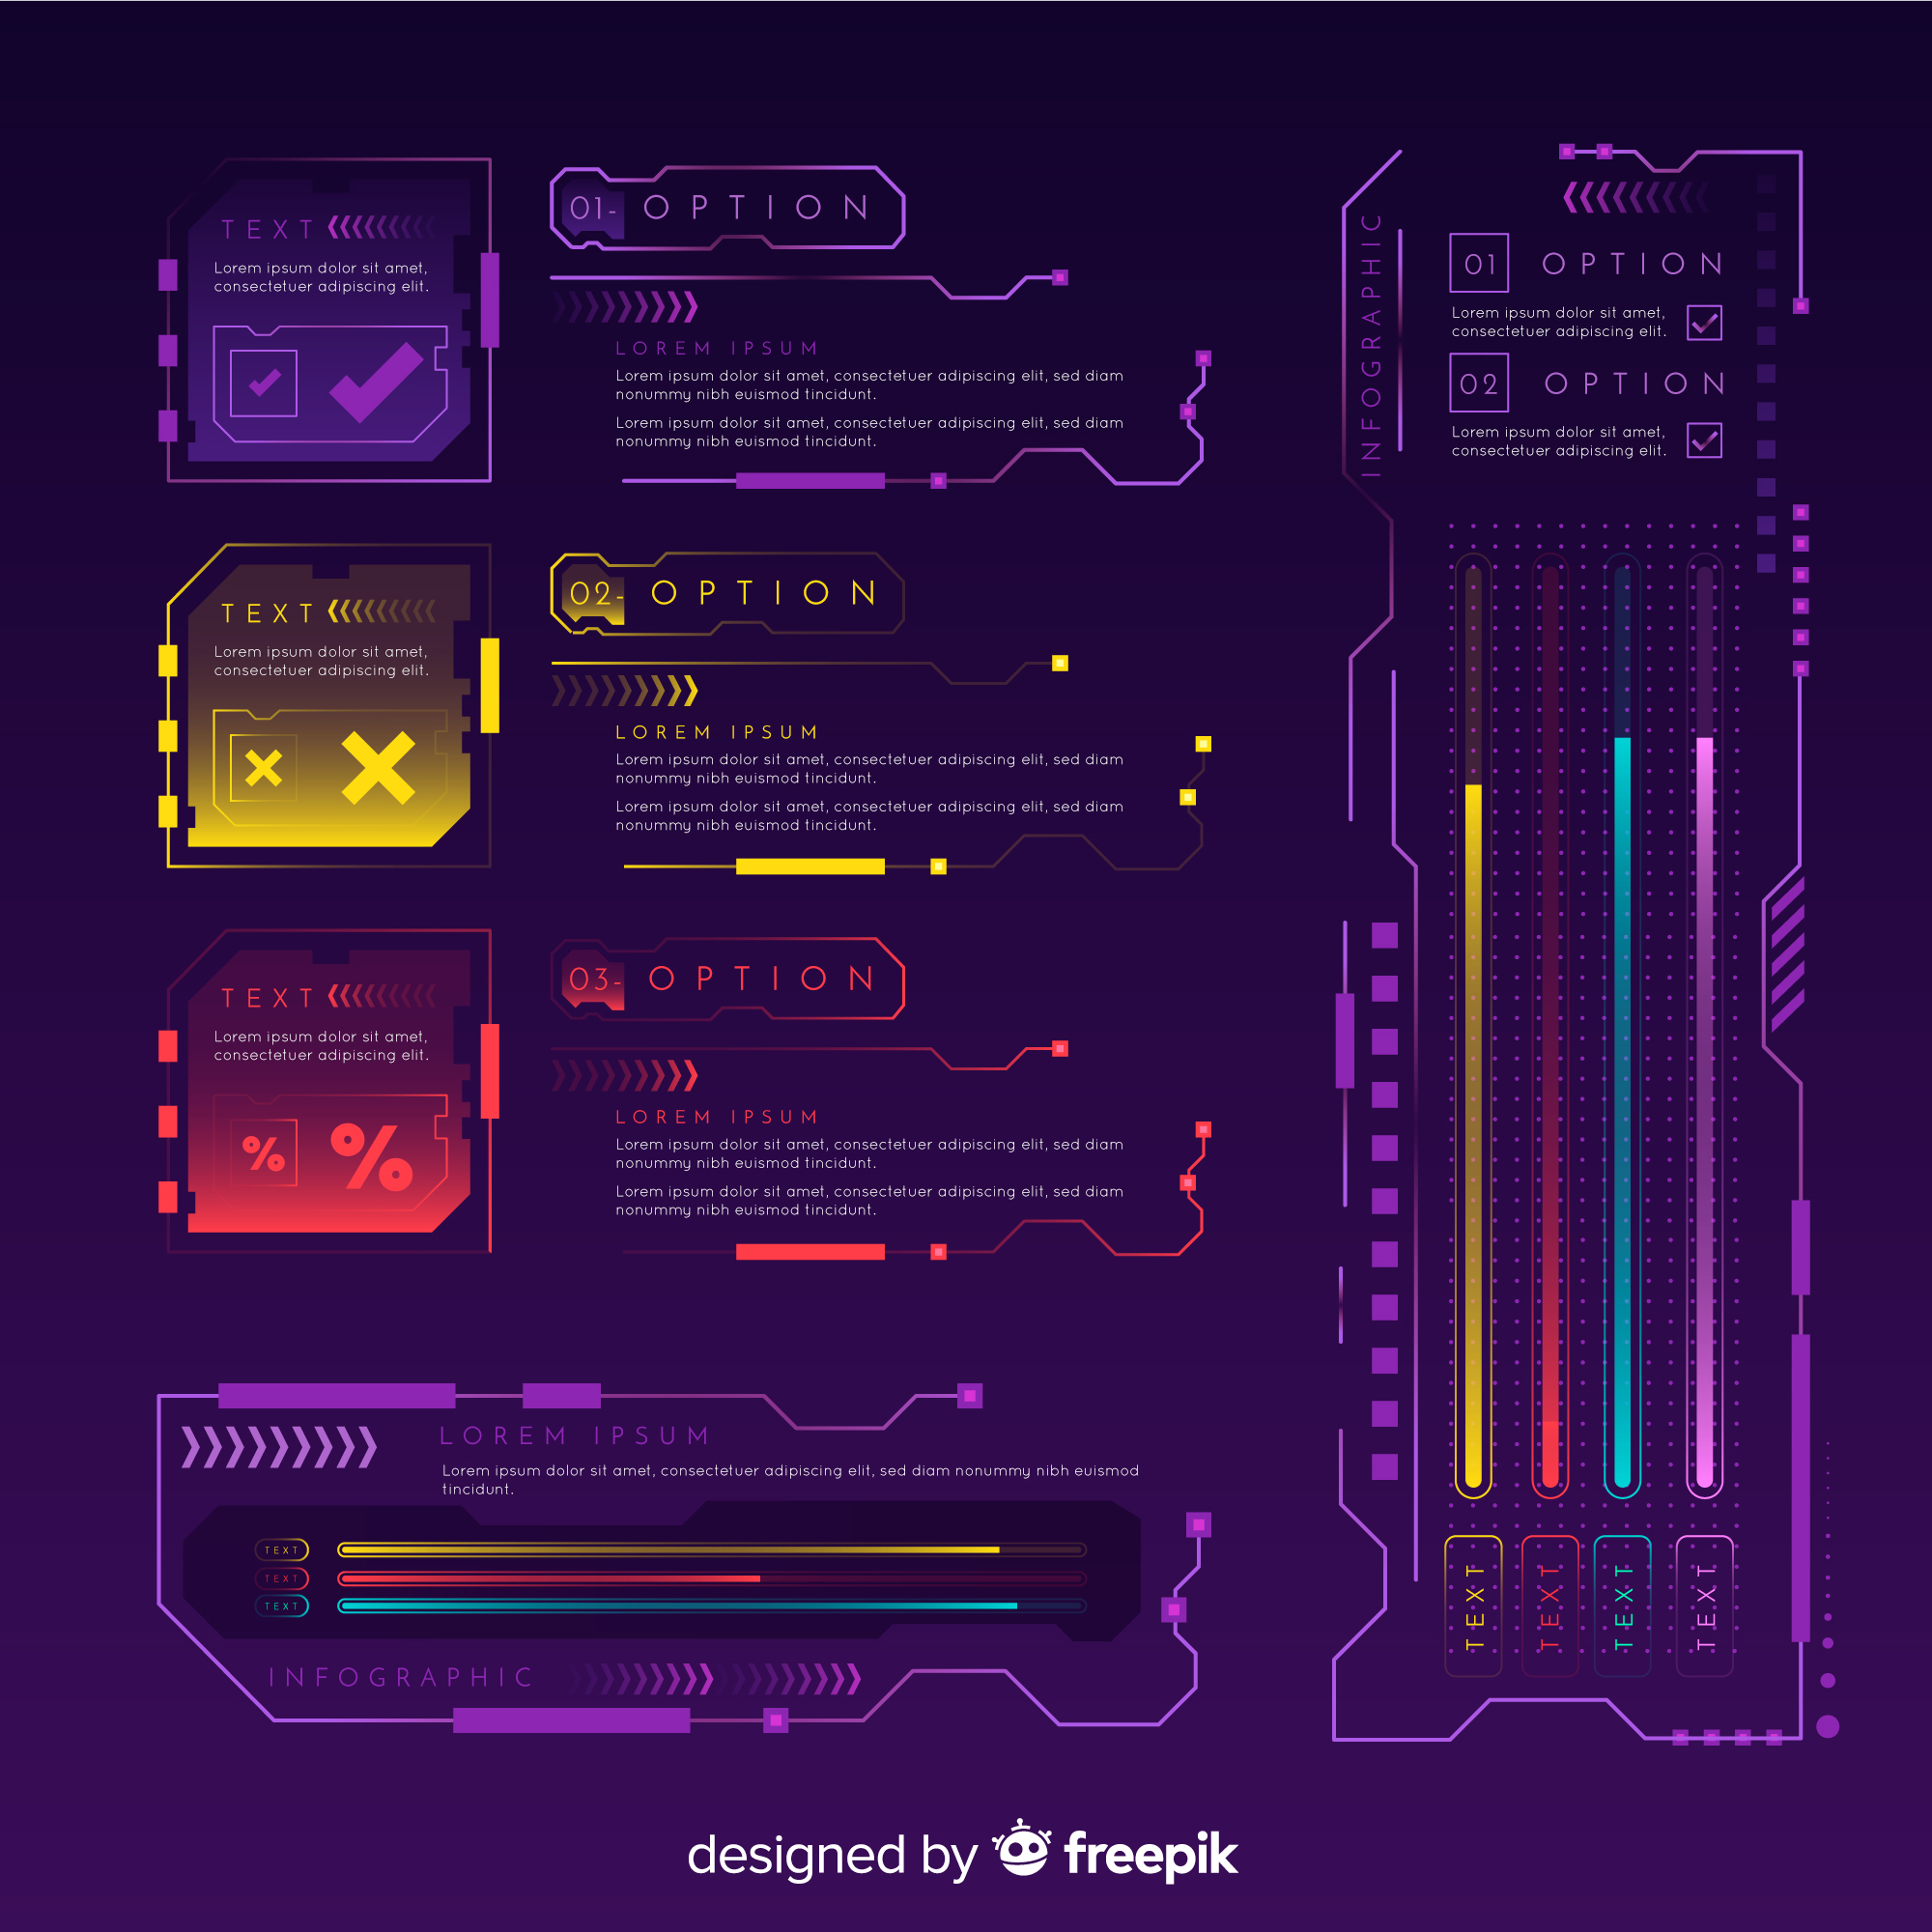 TEXT
Lorem ipsum dolor sit amet,
consectetuer adipiscing elit.
01- OPTION
LOREM IPSUM
Lorem ipsum dolor sit amet, consectetuer adipiscing elit, sed diam
nonummy nibh euismod tincidunt.
Lorem ipsum dolor sit amet, consectetuer adipiscing elit, sed diam
nonummy nibh euismod tincidunt.
TEXT
Lorem ipsum dolor sit amet,
consectetuer adipiscing elit.
02- OPTION
LOREM IPSUM
Lorem ipsum dolor sit amet, consectetuer adipiscing elit, sed diam
nonummy nibh euismod tincidunt.
Lorem ipsum dolor sit amet, consectetuer adipiscing elit, sed diam
nonummy nibh euismod tincidunt.
TEXT
Lorem ipsum dolor sit amet,
consectetuer adipiscing elit.
%
%
03- OPTION
LOREM IPSUM
Lorem ipsum dolor sit amet, consectetuer adipiscing elit, sed diam
nonummy nibh euismod tincidunt.
Lorem ipsum dolor sit amet, consectetuer adipiscing elit, sed diam
nonummy nibh euismod tincidunt.
LOREM IPSUM
Lorem ipsum dolor sit amet, consectetuer adipiscing elit, sed diam nonummy nibh euismod
tincidunt.
TEXT
TEXT
TEXT
INFOGRAPHIC
INFOGRAPHIC
01 OPTION
Lorem ipsum dolor sit amet,
consectetuer adipiscing elit.
02 OPTION
Lorem ipsum dolor sit amet,
consectetuer adipiscing elit.
TEXT
TEXT
TEXT
TEXT
designed by freepik